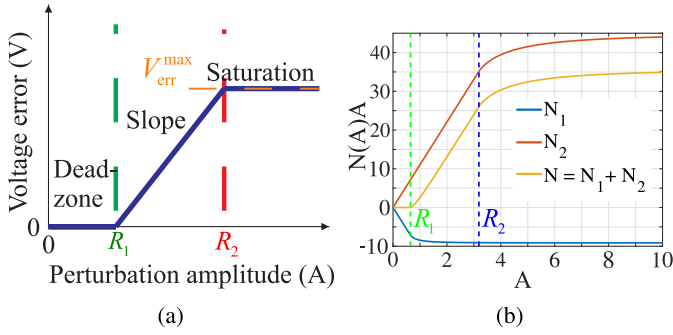 Voltage error (V)
V_err^max
Saturation
Slope
Dead-
zone
0
0
R_1
R_2
Perturbation amplitude (A)
(a)
N(A)A
40
30
20
10
0
-10
N_1
N_2
N = N_1 + N_2
R_1
R_2
0
2
4
6
8
10
A
(b)